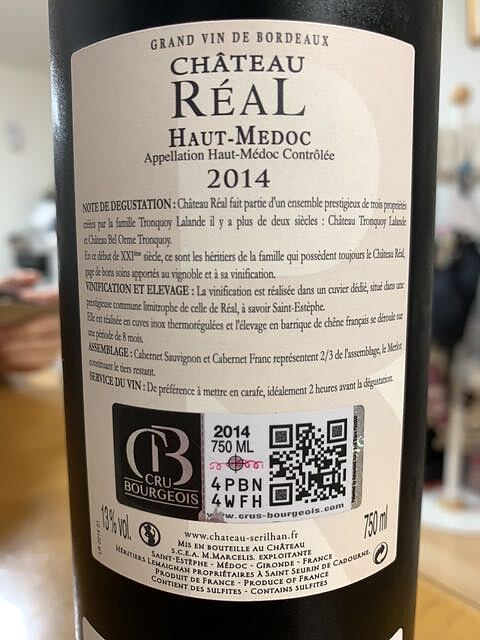 GRAND VIN DE BORDEAUX
CHÂTEAU
RÉAL
HAUT-MEDOC
Appellation Haut-Médoc Contrôlée
2014
NOTE DE DEGUSTATION : Château Réal fait partie d'un ensemble prestigieux de trois propriétés
créées par la famille Tronquoy Lalande il y a plus de deux siècles : Château Tronquoy Lalande
et Château Bel Orme Tronquoy.
En ce début de XXIème siècle, ce sont les héritiers de la famille qui possèdent toujours le Château Réal,
gage de bons soins apportés au vignoble et à sa vinification.
VINIFICATION ET ELEVAGE : La vinification est réalisée dans un cuvier dédié, situé dans une
prestigieuse commune limitrophe de celle de Réal, à savoir Saint-Estèphe.
Elle est réalisée en cuves inox thermorégulées et l'élevage en barrique de chêne français se déroule sur
une période de 8 mois.
ASSEMBLAGE : Cabernet Sauvignon et Cabernet Franc représentent 2/3 de l'assemblage, le Merlot
constituant le tiers restant.
SERVICE DU VIN : De préférence à mettre en carafe, idéalement 2 heures avant la dégustation.
CB
CRU
BOURGEOIS
2014
750 ML
4PBN
4WFH
www.crus-bourgeois.com
13% vol.
750 ml
www.chateau-serilhan.fr
MIS EN BOUTEILLE AU CHÂTEAU
S.C.E.A. M.MARCELIS, EXPLOITANTE
SAINT-ESTÈPHE - MÉDOC - GIRONDE - FRANCE
HÉRITIERS LEMAIGNAN PROPRIÉTAIRES À SAINT SEURIN DE CADOURNE.
PRODUIT DE FRANCE - PRODUCE OF FRANCE
CONTIENT DES SULFITES - CONTAINS SULFITES